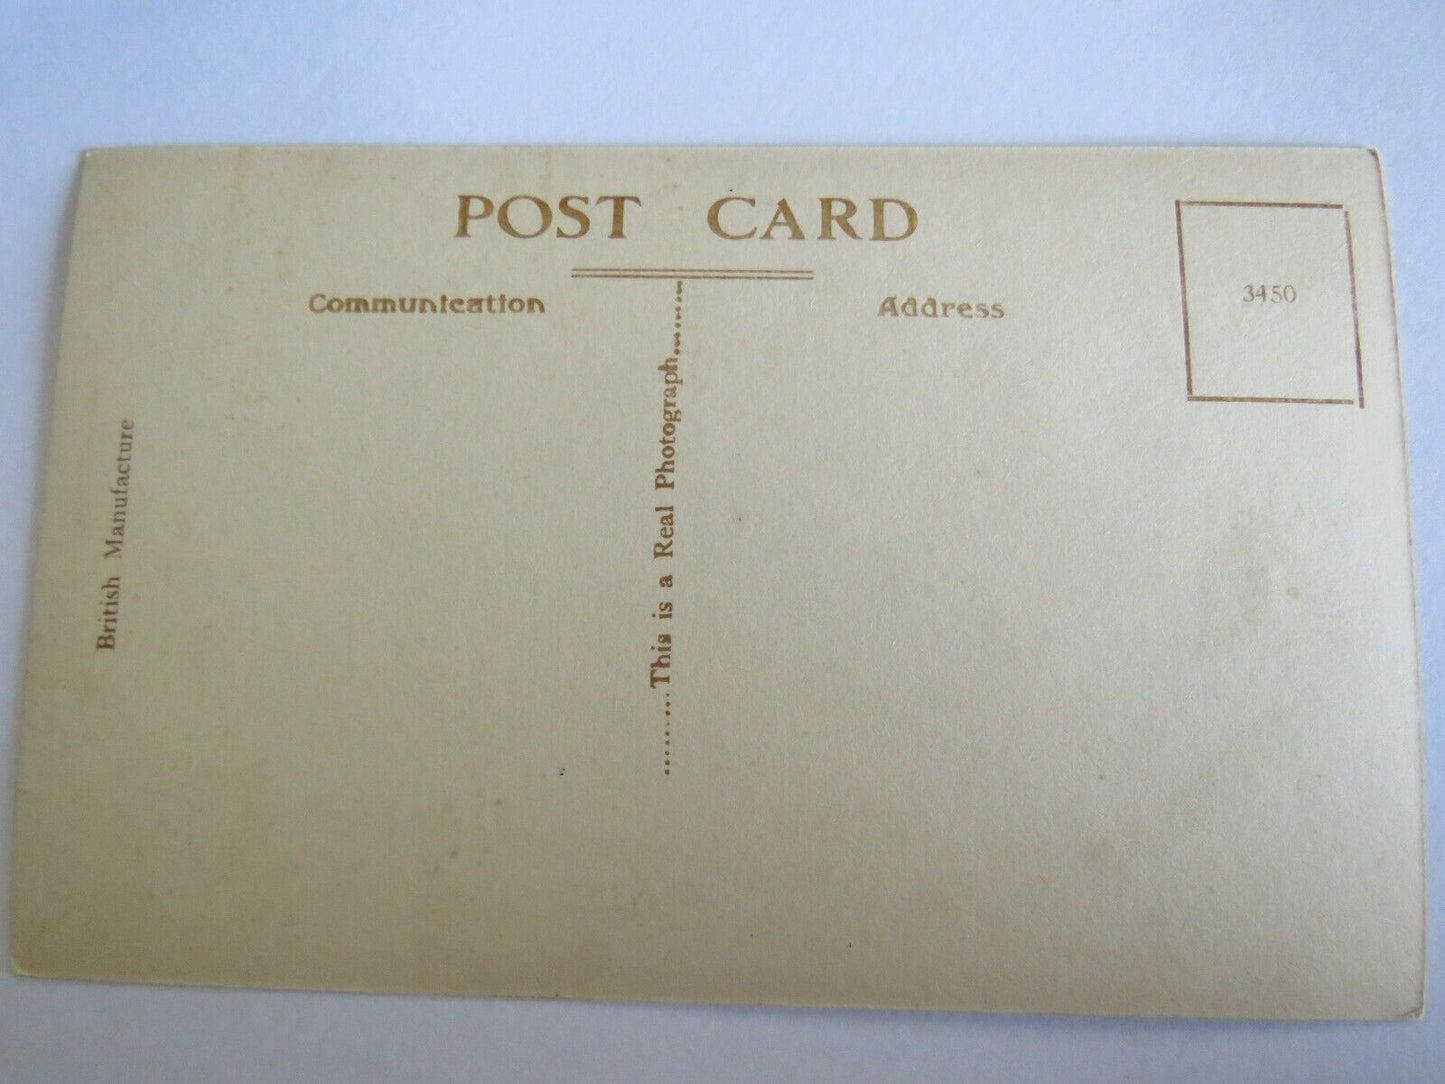 POST CARD
Communication
Address
3450
British Manufacture
.........This is a Real Photograph.........